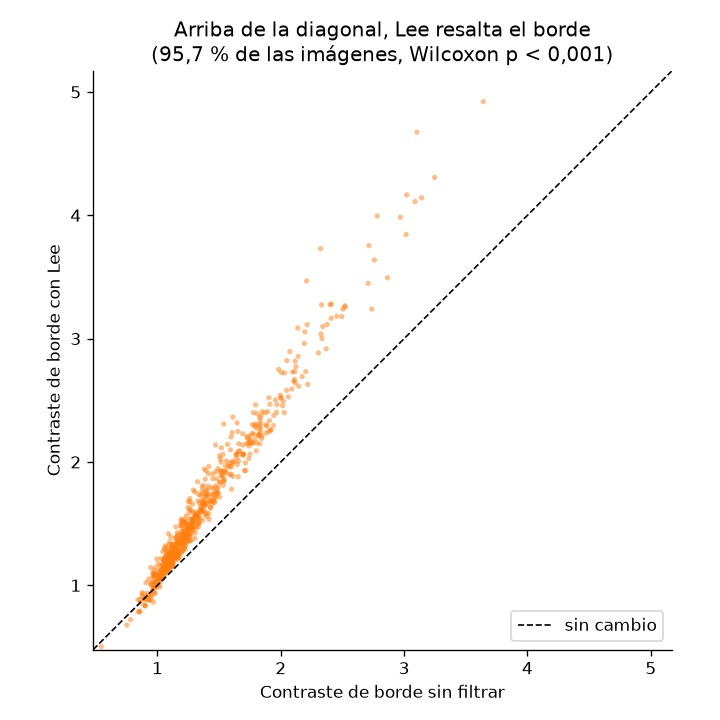 Arriba de la diagonal, Lee resalta el borde
(95,7 % de las imágenes, Wilcoxon p < 0,001)
Contraste de borde con Lee
5
4
3
2
1
sin cambio
1 2 3 4 5
Contraste de borde sin filtrar